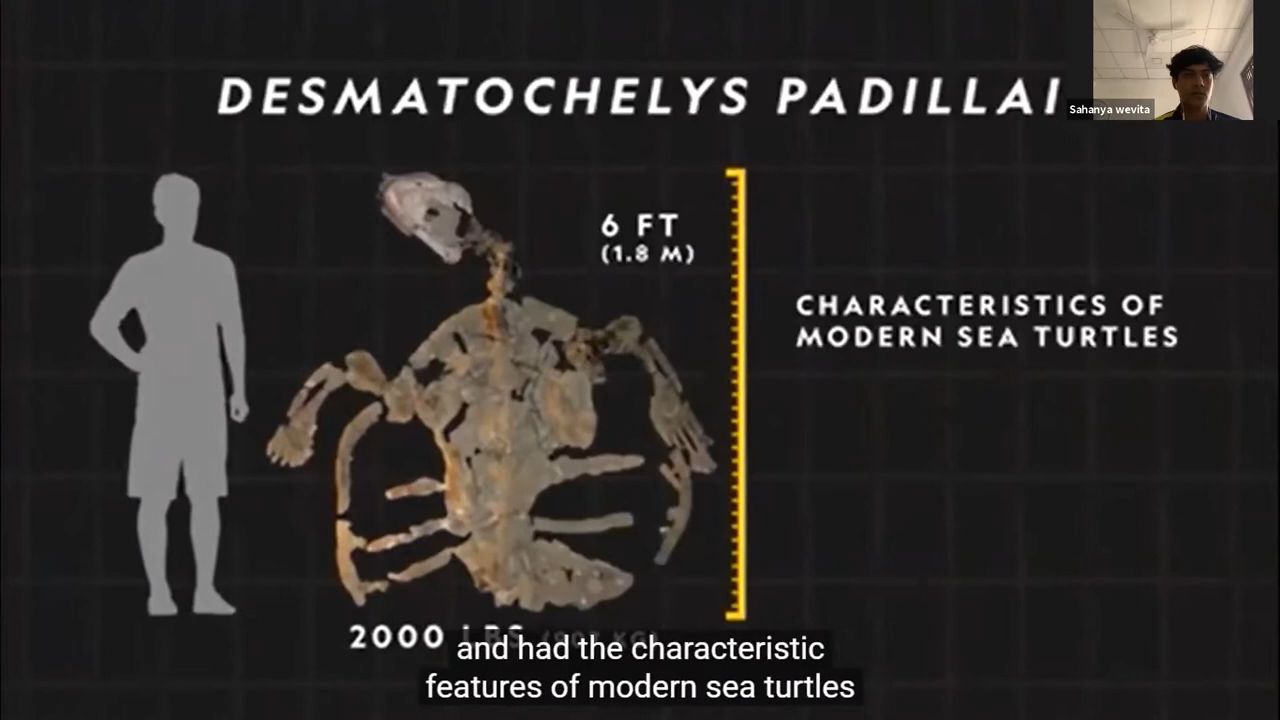 DESMATOCHELYS PADILLAI
Sahanya wevita
6 FT
(1.8 M)
CHARACTERISTICS OF
MODERN SEA TURTLES
2000 LBS
and had the characteristic
features of modern sea turtles